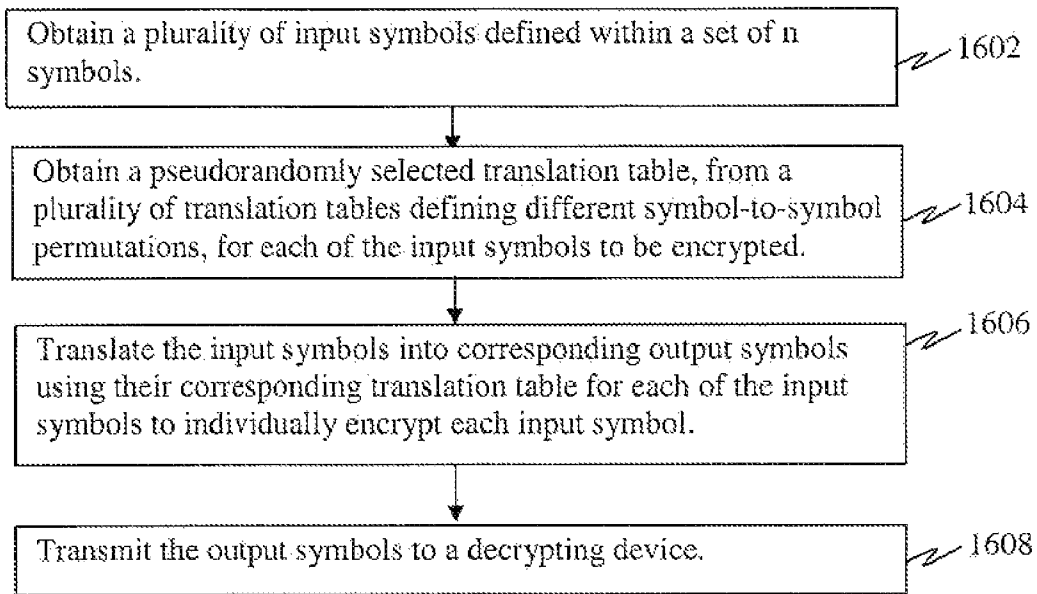 Obtain a plurality of input symbols defined within a set of n
symbols.
1602
Obtain a pseudorandomly selected translation table, from a
plurality of translation tables defining different symbol-to-symbol
permutations, for each of the input symbols to be encrypted.
1604
Translate the input symbols into corresponding output symbols
using their corresponding translation table for each of the input
symbols to individually encrypt each input symbol.
1606
Transmit the output symbols to a decrypting device.
1608